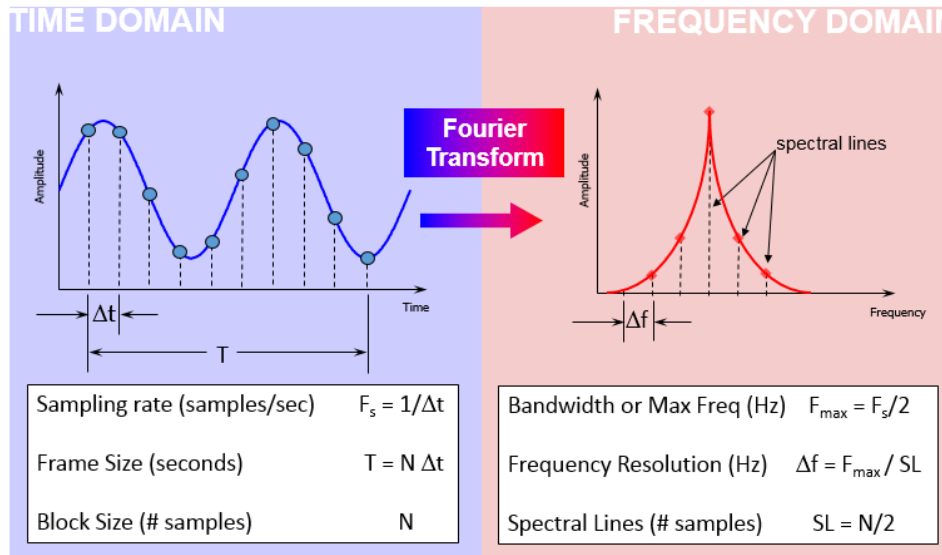 TIME DOMAIN
FREQUENCY DOMAIN
Fourier
Transform
Amplitude
Time
Δt
T
spectral lines
Amplitude
Frequency
Δf
Sampling rate (samples/sec) Fs = 1/Δt
Frame Size (seconds) T = N Δt
Block Size (# samples) N
Bandwidth or Max Freq (Hz) Fmax = Fs/2
Frequency Resolution (Hz) Δf = Fmax / SL
Spectral Lines (# samples) SL = N/2